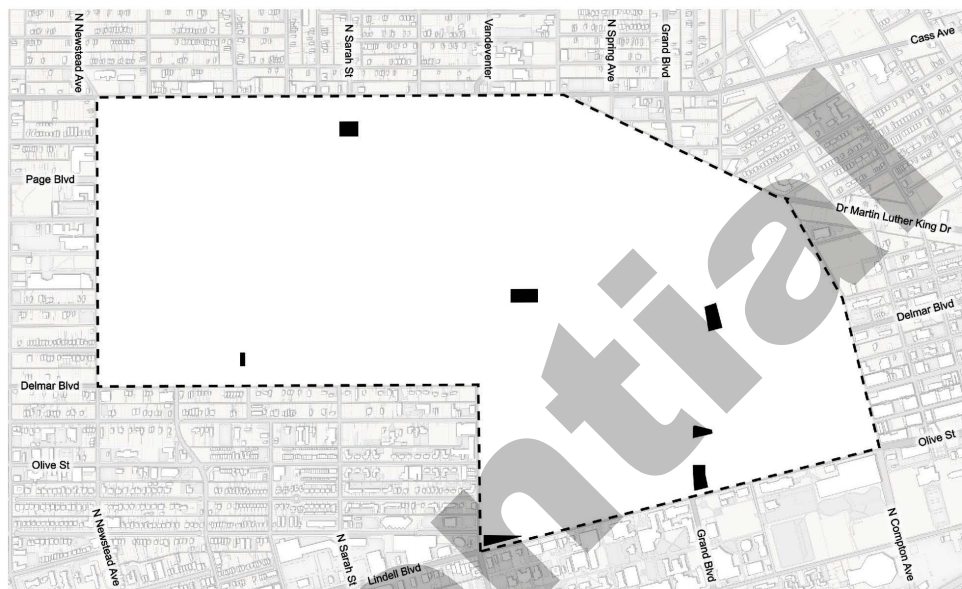 N Newstead Ave
N Sarah St
Vandeventer
N Spring Ave
Grand Blvd
Cass Ave
Page Blvd
Dr Martin Luther King Dr
Delmar Blvd
Delmar Blvd
Olive St
Olive St
N Newstead Ave
N Sarah St
Lindell Blvd
Grand Blvd
N Compton Ave
ntial